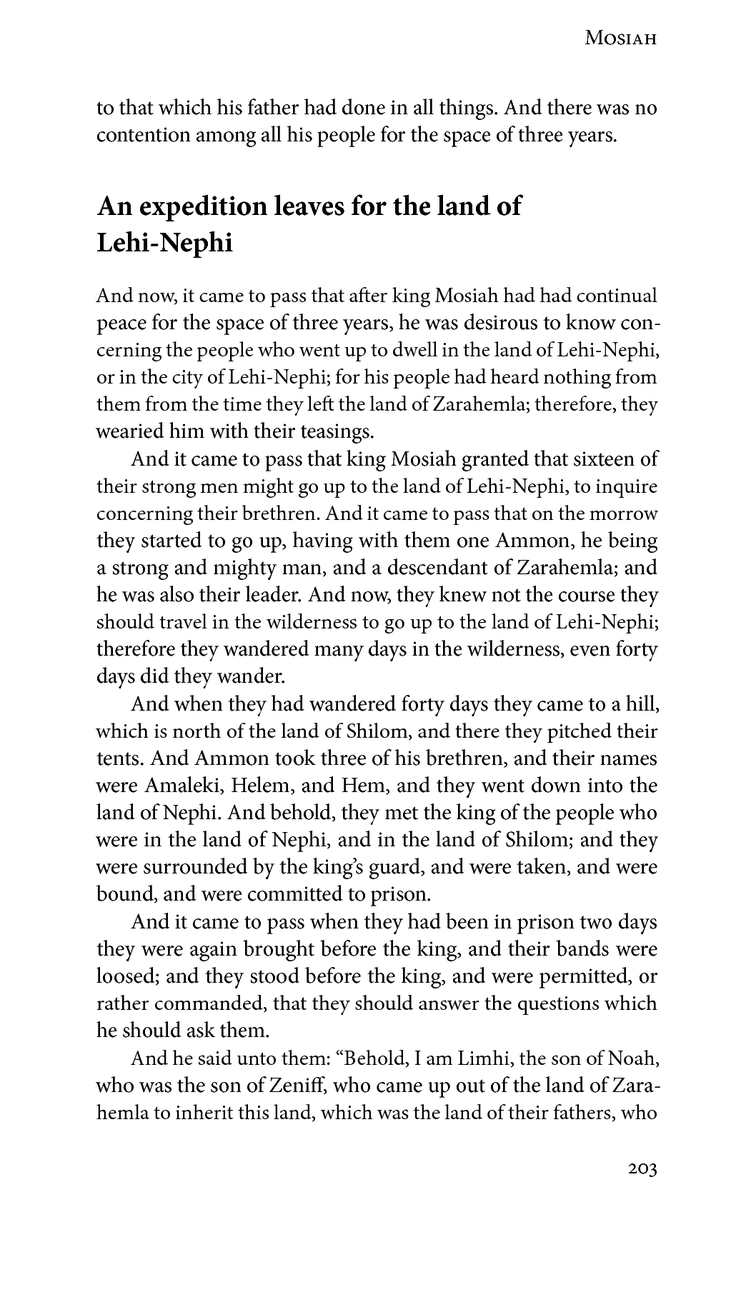 Mosiah
to that which his father had done in all things. And there was no
contention among all his people for the space of three years.
An expedition leaves for the land of
Lehi-Nephi
And now, it came to pass that after king Mosiah had had continual
peace for the space of three years, he was desirous to know con-
cerning the people who went up to dwell in the land of Lehi-Nephi,
or in the city of Lehi-Nephi; for his people had heard nothing from
them from the time they left the land of Zarahemla; therefore, they
wearied him with their teasings.
And it came to pass that king Mosiah granted that sixteen of
their strong men might go up to the land of Lehi-Nephi, to inquire
concerning their brethren. And it came to pass that on the morrow
they started to go up, having with them one Ammon, he being
a strong and mighty man, and a descendant of Zarahemla; and
he was also their leader. And now, they knew not the course they
should travel in the wilderness to go up to the land of Lehi-Nephi;
therefore they wandered many days in the wilderness, even forty
days did they wander.
And when they had wandered forty days they came to a hill,
which is north of the land of Shilom, and there they pitched their
tents. And Ammon took three of his brethren, and their names
were Amaleki, Helem, and Hem, and they went down into the
land of Nephi. And behold, they met the king of the people who
were in the land of Nephi, and in the land of Shilom; and they
were surrounded by the king’s guard, and were taken, and were
bound, and were committed to prison.
And it came to pass when they had been in prison two days
they were again brought before the king, and their bands were
loosed; and they stood before the king, and were permitted, or
rather commanded, that they should answer the questions which
he should ask them.
And he said unto them: “Behold, I am Limhi, the son of Noah,
who was the son of Zeniff, who came up out of the land of Zara-
hemla to inherit this land, which was the land of their fathers, who
203